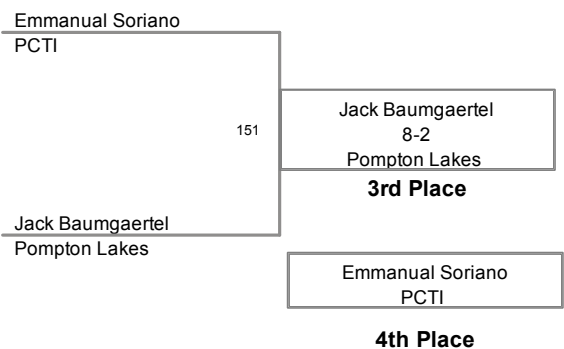 Emmanual Soriano
PCTI
151
Jack Baumgaertel
8-2
Pompton Lakes
3rd Place
Jack Baumgaertel
Pompton Lakes
Emmanual Soriano
PCTI
4th Place